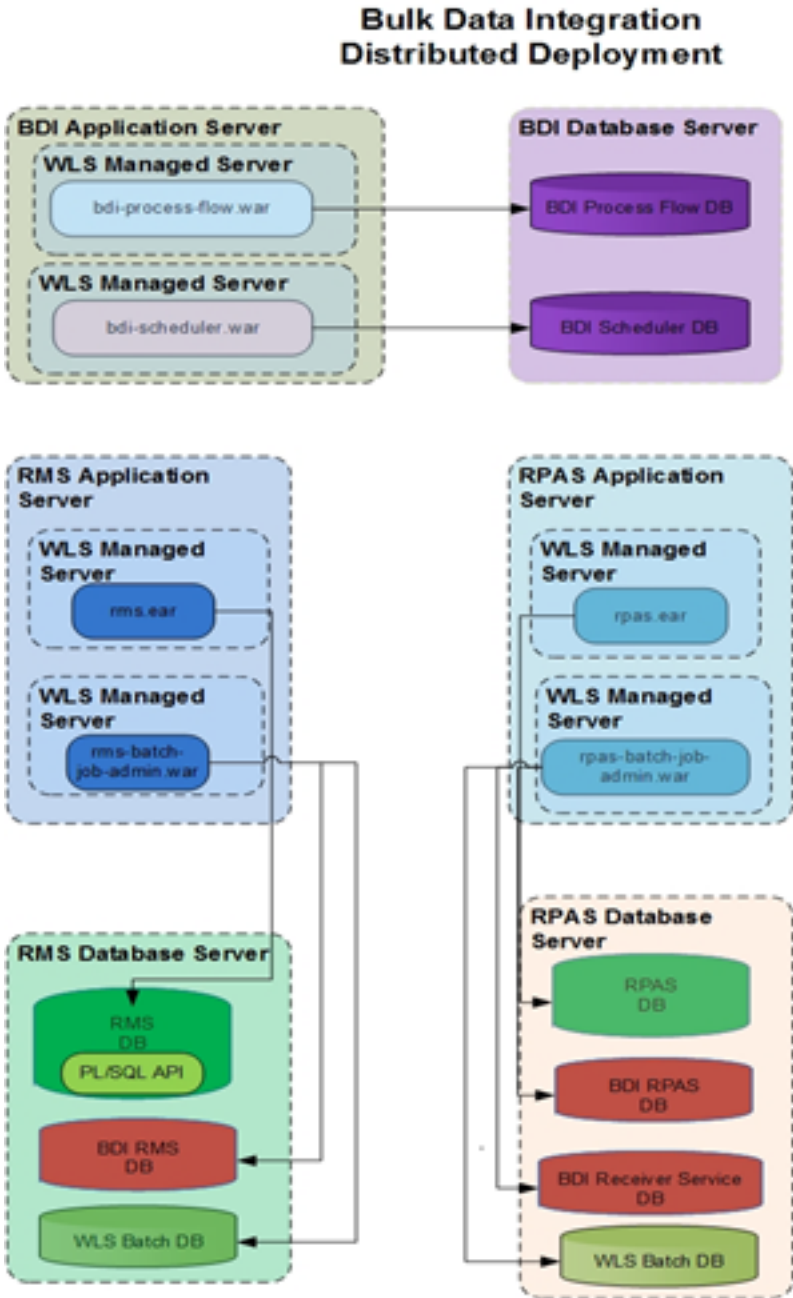 Bulk Data Integration
Distributed Deployment
BDI Application Server
WLS Managed Server
bdi-process-flow.war
WLS Managed Server
bdi-scheduler.war
BDI Database Server
BDI Process Flow DB
BDI Scheduler DB
RMS Application
Server
WLS Managed
Server
rms.ear
WLS Managed
Server
rms-batch-
job-admin.war
RPAS Application
Server
WLS Managed
Server
rpas.ear
WLS Managed
Server
rpas-batch-job-
admin.war
RMS Database Server
RMS
DB
PL/SQL API
BDI RMS
DB
WLS Batch DB
RPAS Database
Server
RPAS
DB
BDI RPAS
DB
BDI Receiver Service
DB
WLS Batch DB